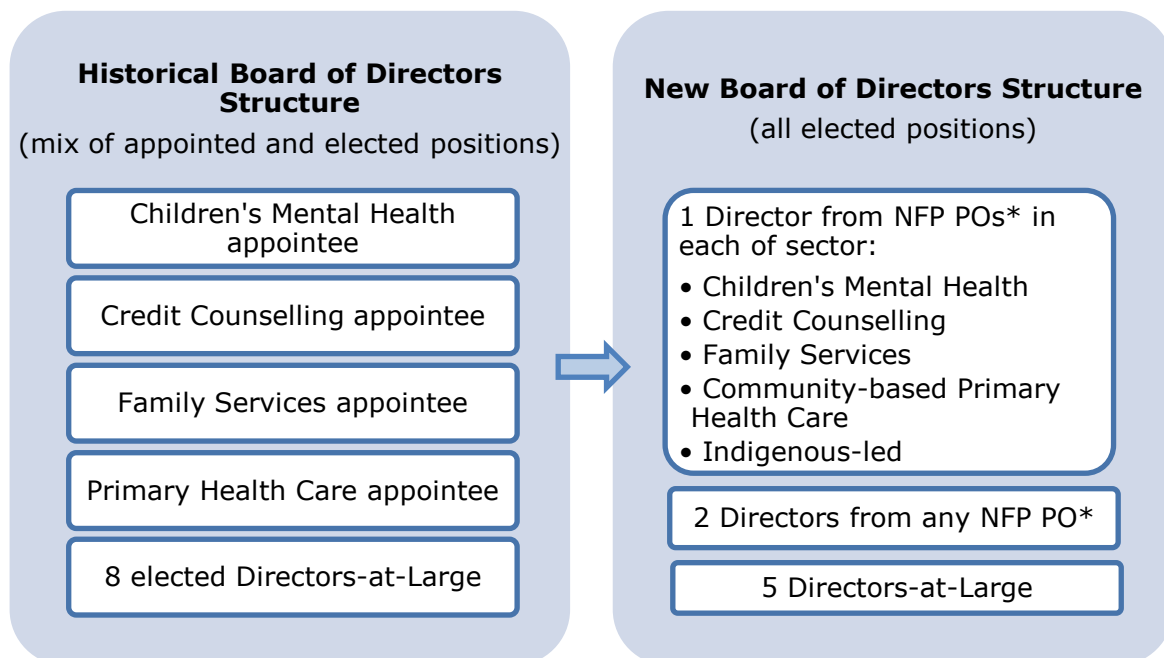 Historical Board of Directors
Structure
(mix of appointed and elected positions)
Children's Mental Health
appointee
Credit Counselling appointee
Family Services appointee
Primary Health Care appointee
8 elected Directors-at-Large
New Board of Directors Structure
(all elected positions)
1 Director from NFP POs* in
each of sector:
• Children's Mental Health
• Credit Counselling
• Family Services
• Community-based Primary
Health Care
• Indigenous-led
2 Directors from any NFP PO*
5 Directors-at-Large